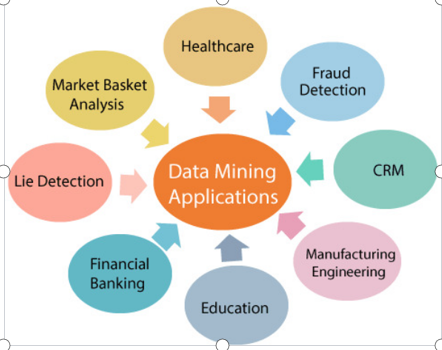 Healthcare
Fraud
Detection
CRM
Manufacturing
Engineering
Education
Financial
Banking
Lie Detection
Market Basket
Analysis
Data Mining
Applications